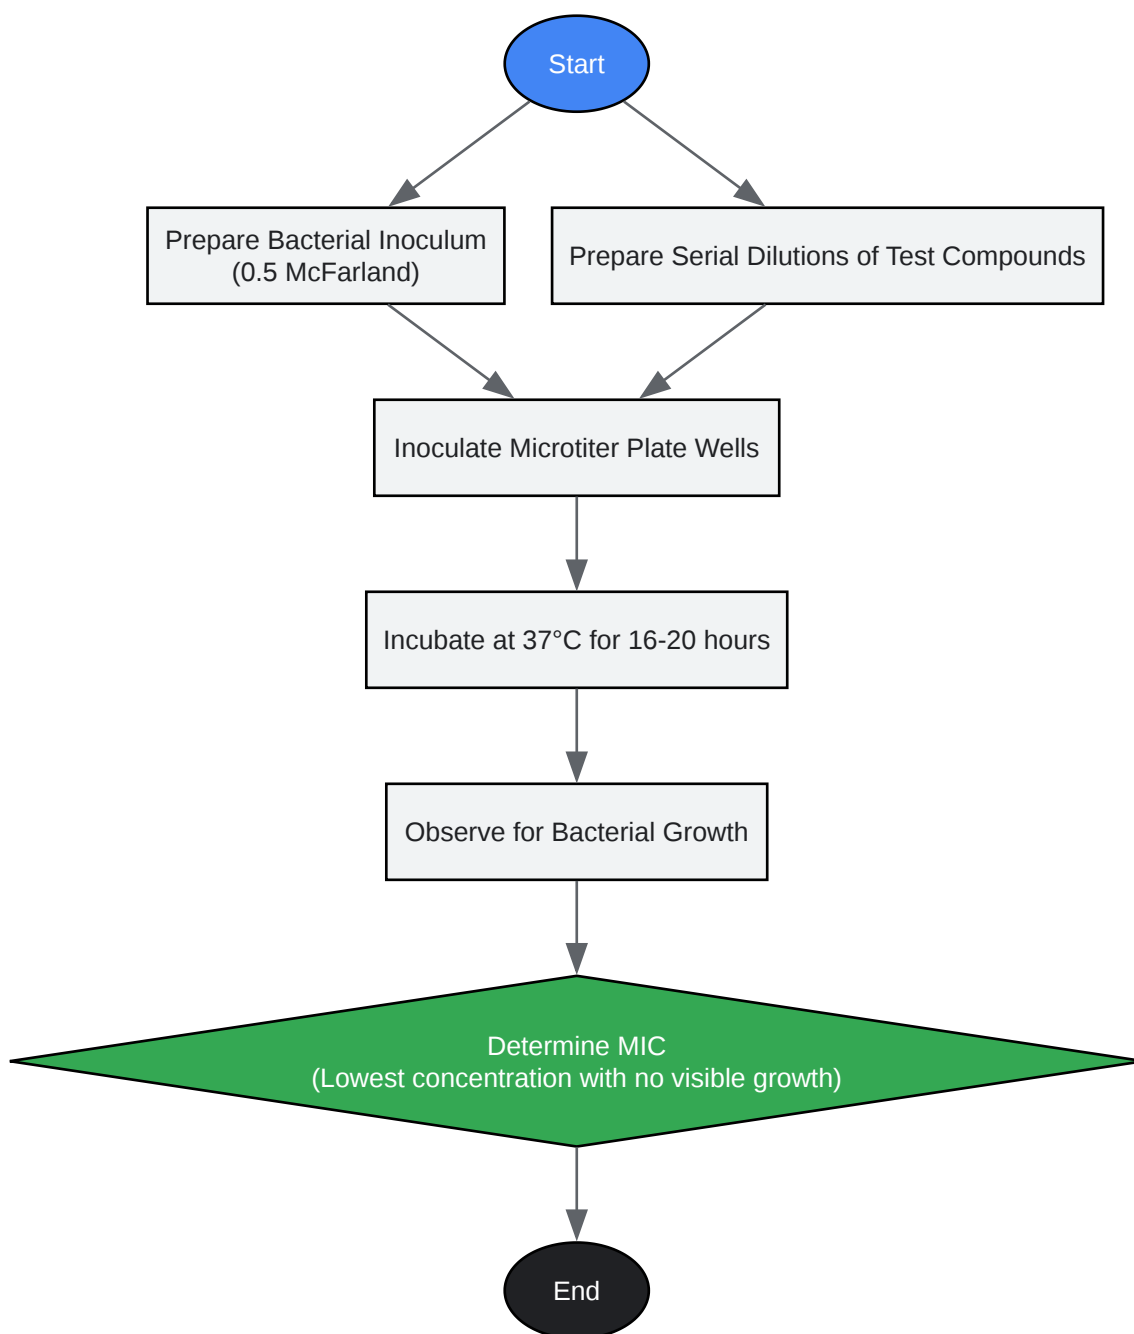 Start
Prepare Bacterial Inoculum
(0.5 McFarland)
Prepare Serial Dilutions of Test Compounds
Inoculate Microtiter Plate Wells
Incubate at 37°C for 16-20 hours
Observe for Bacterial Growth
Determine MIC
(Lowest concentration with no visible growth)
End